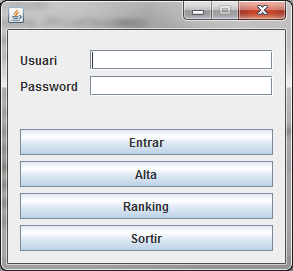 Usuari
Password
Entrar
Alta
Ranking
Sortir